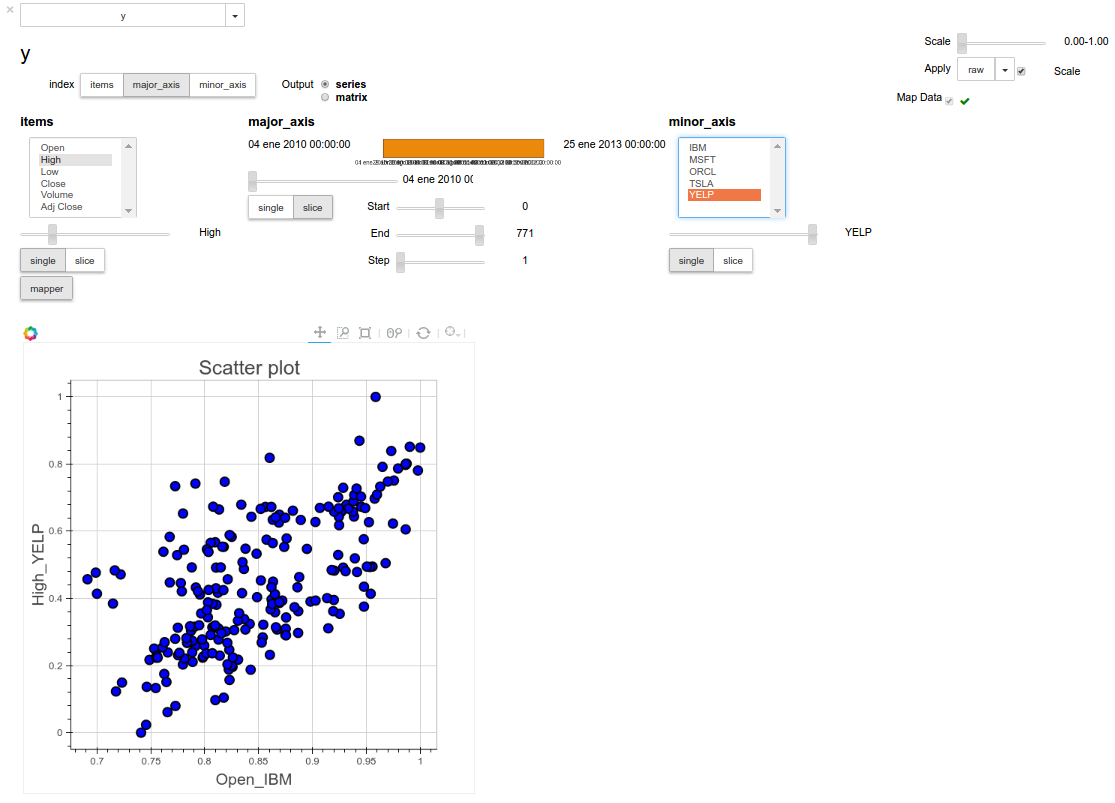 ×
y
y
Scale 0.00-1.00
Apply raw Scale
Map Data
index items major_axis minor_axis
Output series
matrix
items
Open
High
Low
Close
Volume
Adj Close
High
single slice
mapper
major_axis
04 ene 2010 00:00:00 25 ene 2013 00:00:00
04 ene 2010 00
single slice
Start 0
End 771
Step 1
minor_axis
IBM
MSFT
ORCL
TSLA
YELP
YELP
single slice
Scatter plot
High_YELP
1
0.8
0.6
0.4
0.2
0
0.7 0.75 0.8 0.85 0.9 0.95 1
Open_IBM